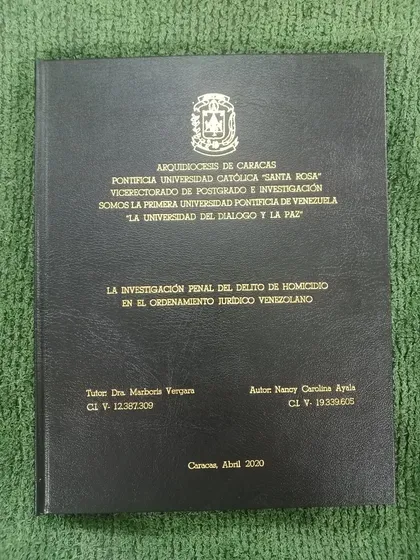 ARQUIDIOCESIS DE CARACAS
PONTIFICIA UNIVERSIDAD CATÓLICA "SANTA ROSA"
VICERECTORADO DE POSTGRADO E INVESTIGACIÓN
SOMOS LA PRIMERA UNIVERSIDAD PONTIFICIA DE VENEZUELA
"LA UNIVERSIDAD DEL DIALOGO Y LA PAZ"
LA INVESTIGACIÓN PENAL DEL DELITO DE HOMICIDIO
EN EL ORDENAMIENTO JURÍDICO VENEZOLANO
Tutor: Dra. Marboris Vergara
C.I. V- 12.387.309
Autor: Nancy Carolina Ayala
C.I. V- 19.339.605
Caracas, Abril 2020